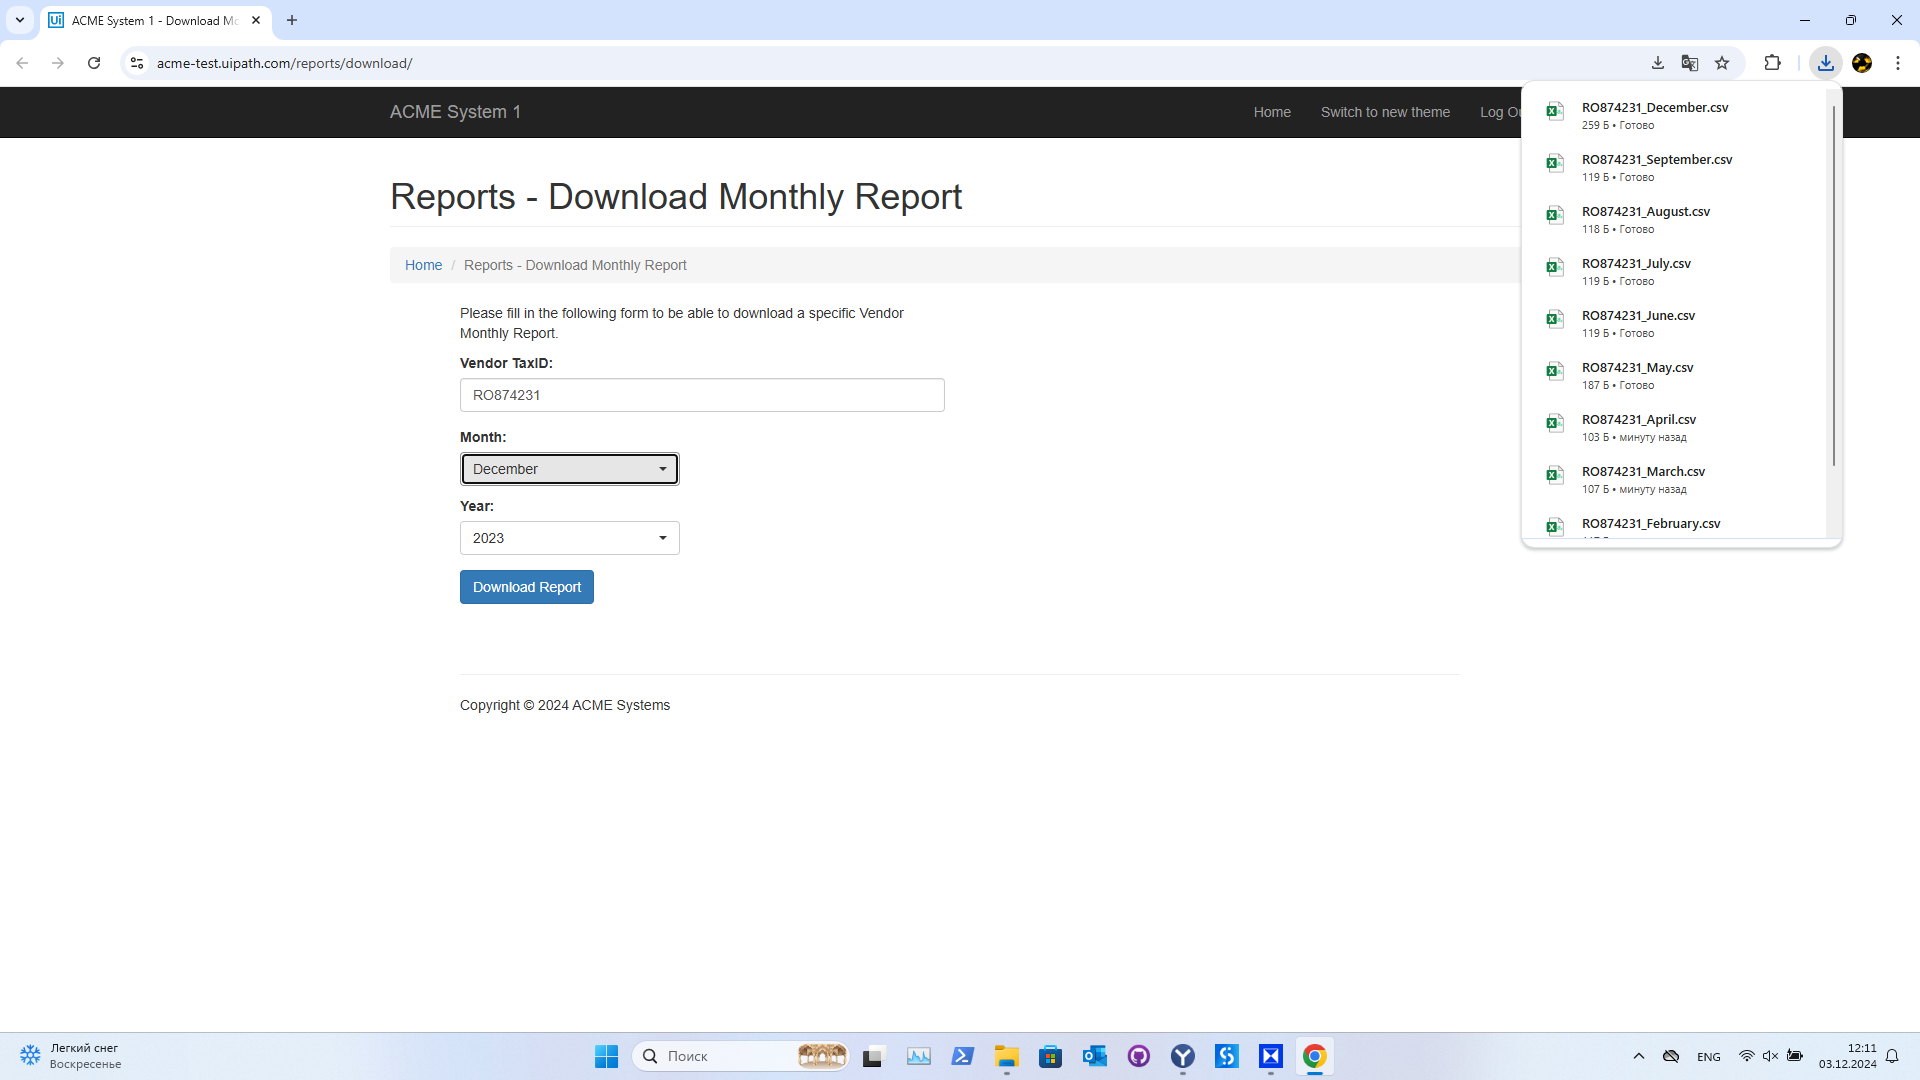 ACME System 1 - Download Mo
acme-test.uipath.com/reports/download/
ACME System 1
Home
Switch to new theme
Log Ou
Reports - Download Monthly Report
Home / Reports - Download Monthly Report
Please fill in the following form to be able to download a specific Vendor
Monthly Report.
Vendor TaxID:
RO874231
Month:
December
Year:
2023
Download Report
Copyright © 2024 ACME Systems
RO874231_December.csv
259 Б • Готово
RO874231_September.csv
119 Б • Готово
RO874231_August.csv
118 Б • Готово
RO874231_July.csv
119 Б • Готово
RO874231_June.csv
119 Б • Готово
RO874231_May.csv
187 Б • Готово
RO874231_April.csv
103 Б • минуту назад
RO874231_March.csv
107 Б • минуту назад
RO874231_February.csv
Легкий снег
Воскресенье
Поиск
ENG
12:11
03.12.2024